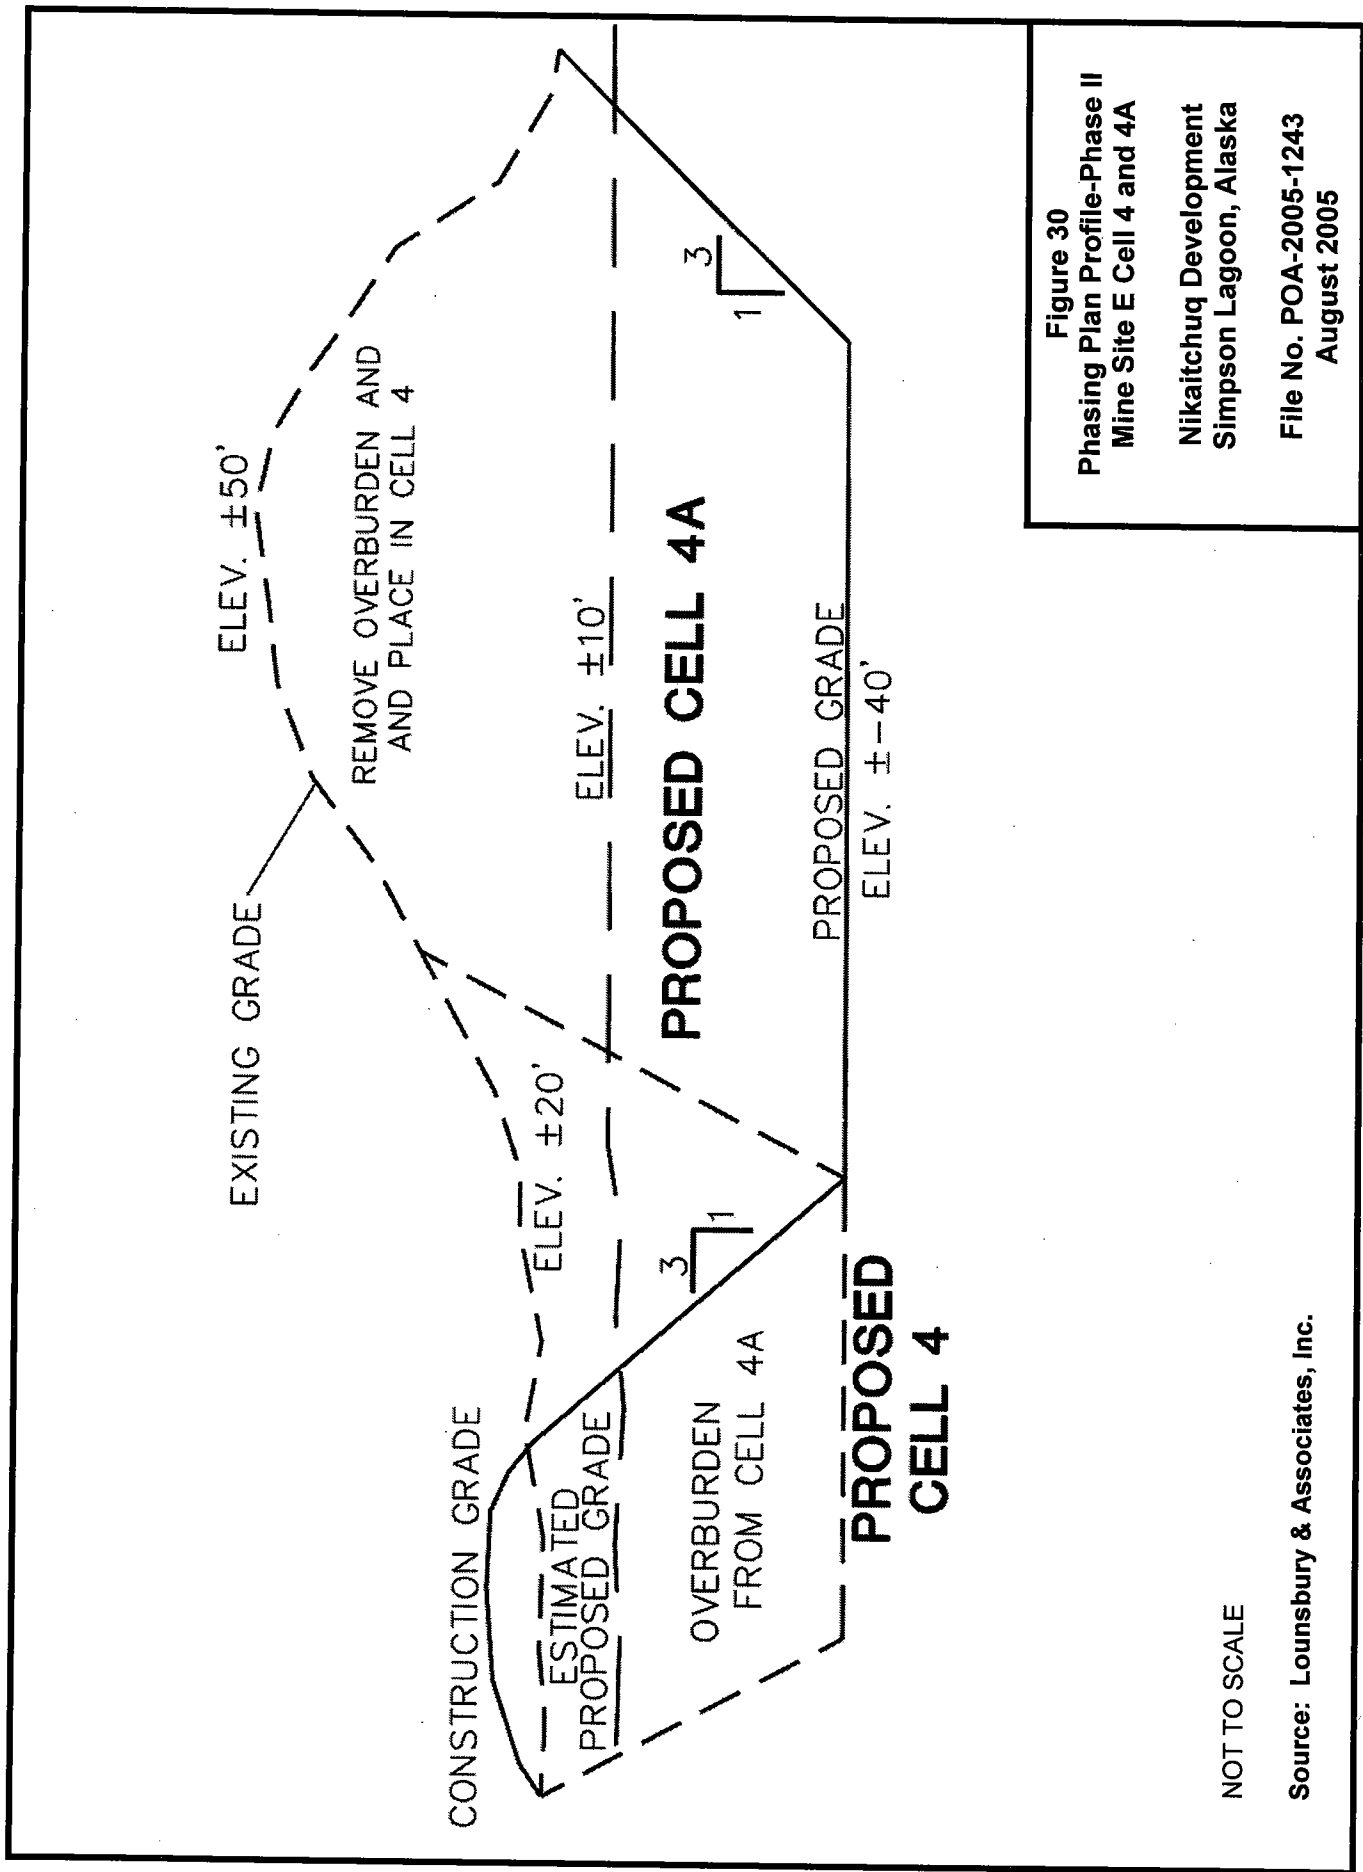 EXISTING GRADE
ELEV. ±50'
REMOVE OVERBURDEN AND
AND PLACE IN CELL 4
CONSTRUCTION GRADE
ELEV. ±20'
ESTIMATED
PROPOSED GRADE
ELEV. ±10'
3
1
3
1
OVERBURDEN
FROM CELL 4A
PROPOSED CELL 4A
PROPOSED GRADE
ELEV. ±-40'
PROPOSED
CELL 4
NOT TO SCALE
Source: Lounsbury & Associates, Inc.
Figure 30
Phasing Plan Profile-Phase II
Mine Site E Cell 4 and 4A
Nikaitchuq Development
Simpson Lagoon, Alaska
File No. POA-2005-1243
August 2005